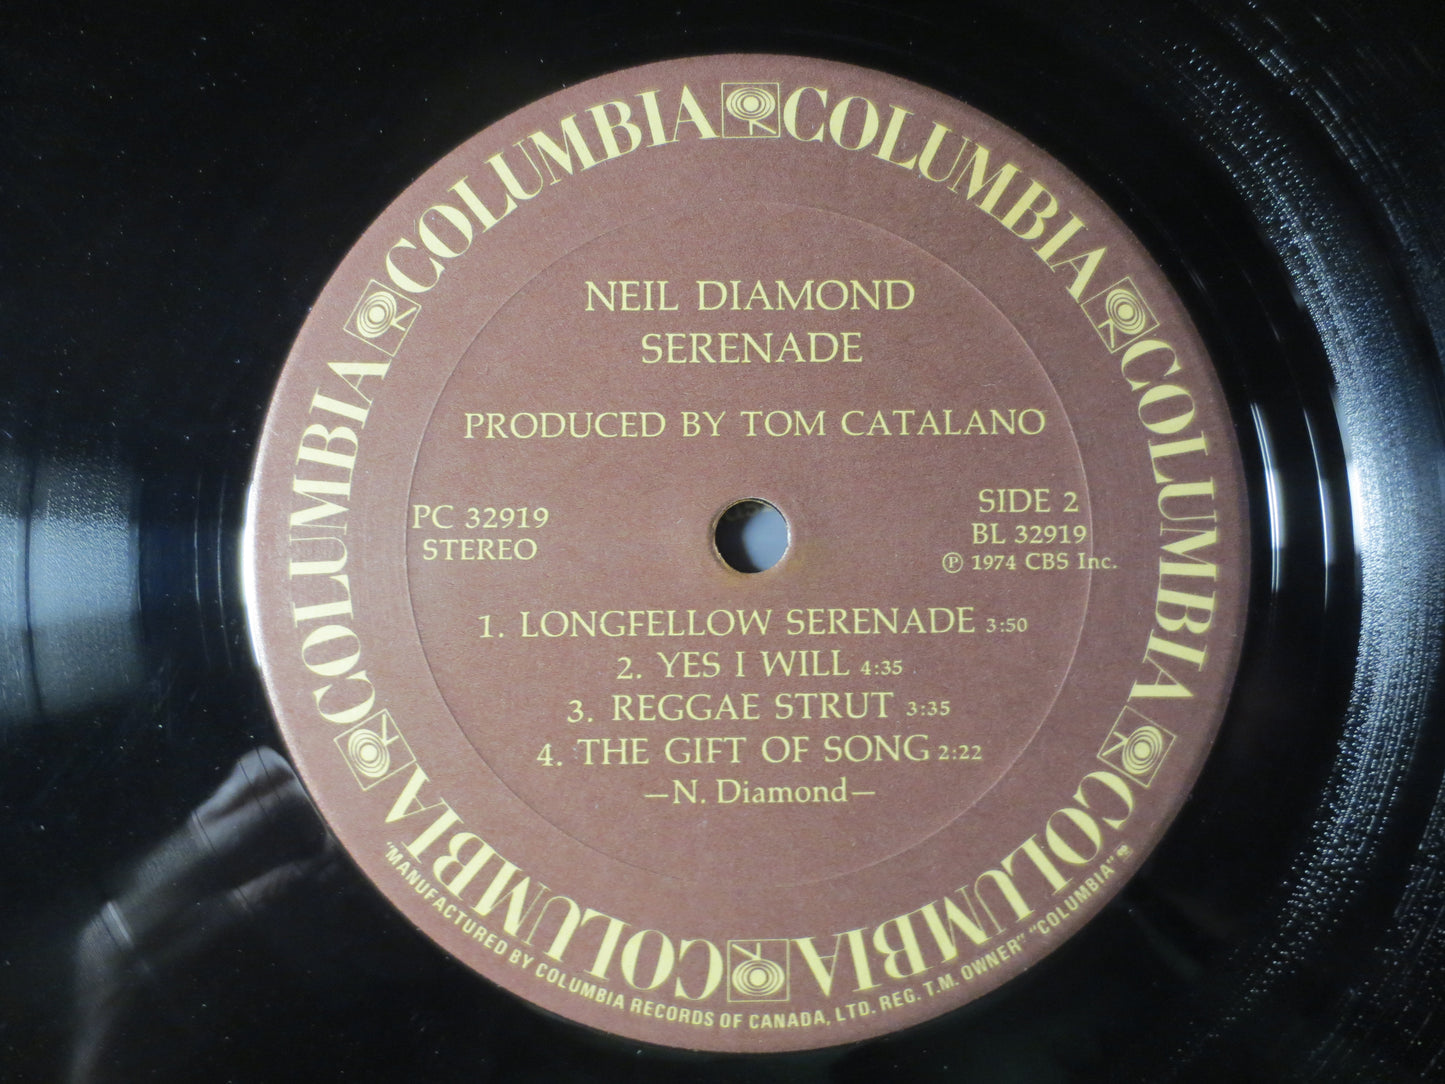 COLUMBIA COLUMBIA COLUMBIA COLUMBIA COLUMBIA COLUMBIA
NEIL DIAMOND
SERENADE
PRODUCED BY TOM CATALANO
PC 32919
STEREO
SIDE 2
BL 32919
℗ 1974 CBS Inc.
1. LONGFELLOW SERENADE 3:50
2. YES I WILL 4:35
3. REGGAE STRUT 3:35
4. THE GIFT OF SONG 2:22
—N. Diamond—
"MANUFACTURED BY COLUMBIA RECORDS OF CANADA, LTD. REG. T.M. OWNER" "COLUMBIA"